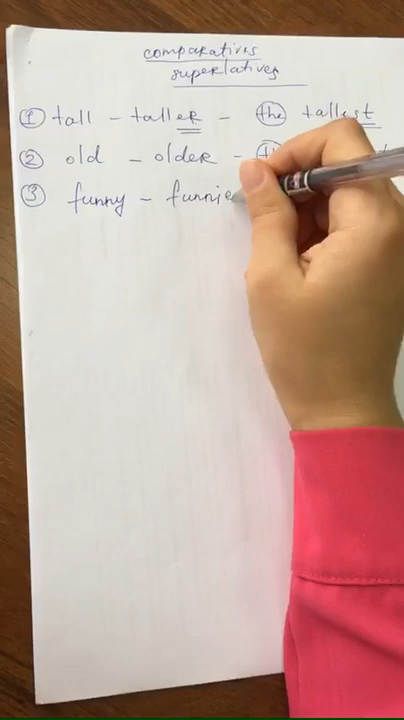 comparatives
superlatives
① tall - taller - the tallest
② old - older -
③ funny - funnie